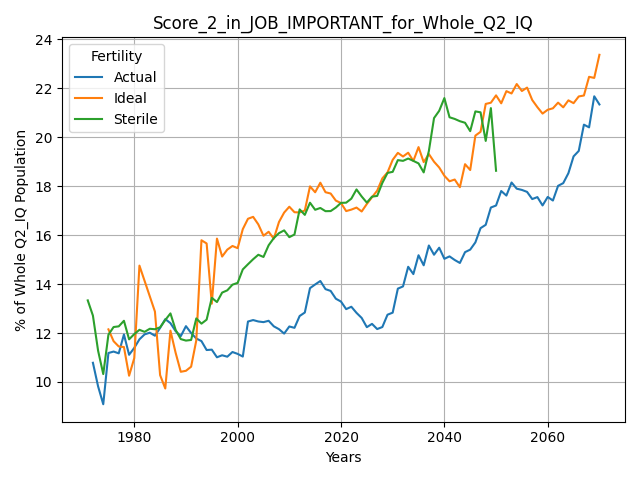 Score_2_in_JOB_IMPORTANT_for_Whole_Q2_IQ
Fertility
Actual
Ideal
Sterile
% of Whole Q2_IQ Population
24
22
20
18
16
14
12
10
1980
2000
2020
2040
2060
Years